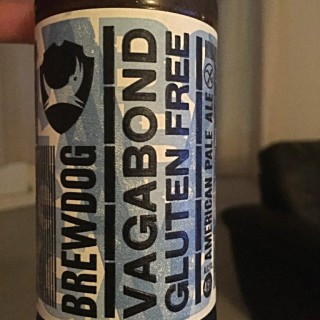 BREWDOG
VAGABOND
GLUTEN FREE
AMERICAN PALE ALE